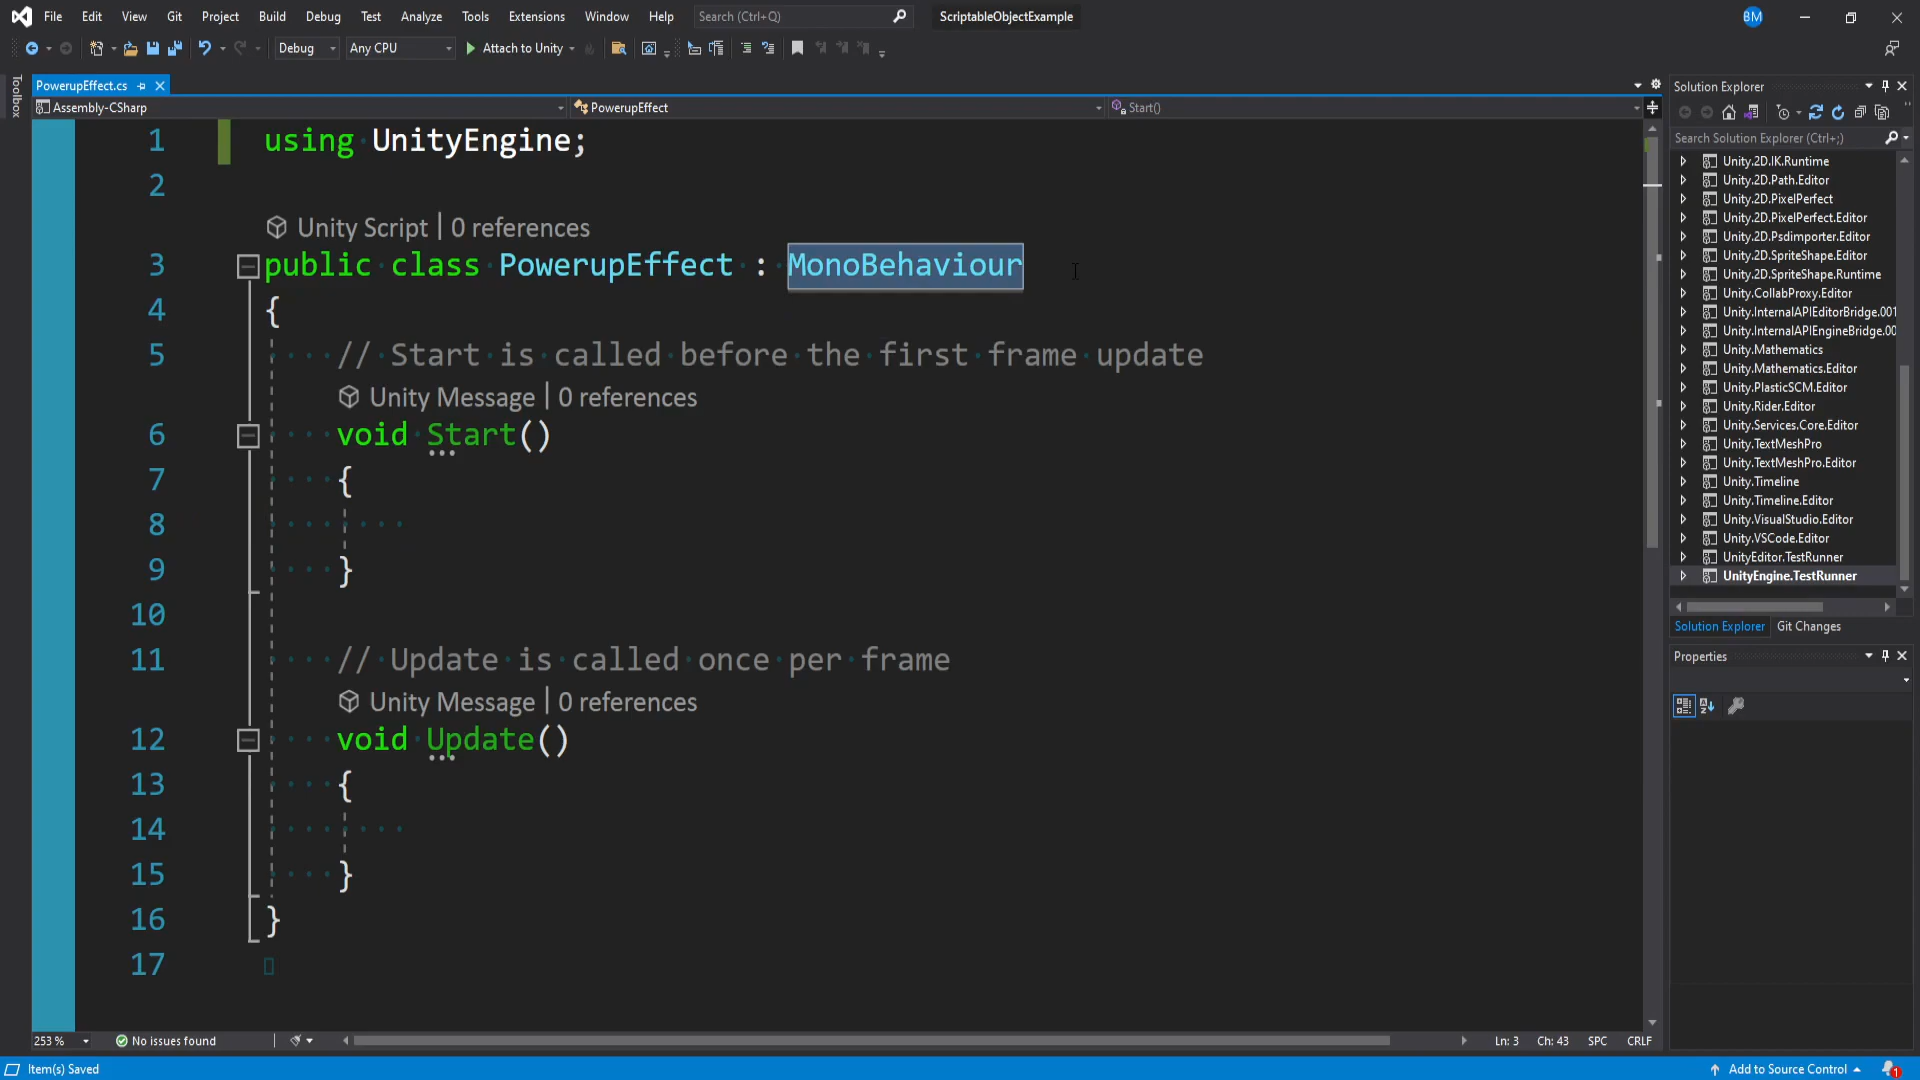 File Edit View Git Project Build Debug Test Analyze Tools Extensions Window Help Search (Ctrl+Q) ScriptableObjectExample BM
Debug Any CPU Attach to Unity
Toolbox
PowerupEffect.cs
Assembly-CSharp PowerupEffect Start()
1 using UnityEngine;
2
Unity Script | 0 references
3 public class PowerupEffect : MonoBehaviour
4 {
5 // Start is called before the first frame update
Unity Message | 0 references
6 void Start()
7 {
8
9 }
10
11 // Update is called once per frame
Unity Message | 0 references
12 void Update()
13 {
14
15 }
16 }
17
253 % No issues found Ln: 3 Ch: 43 SPC CRLF
Solution Explorer
Search Solution Explorer (Ctrl+;)
Unity.2D.IK.Runtime
Unity.2D.Path.Editor
Unity.2D.PixelPerfect
Unity.2D.PixelPerfect.Editor
Unity.2D.Psdimporter.Editor
Unity.2D.SpriteShape.Editor
Unity.2D.SpriteShape.Runtime
Unity.CollabProxy.Editor
Unity.InternalAPIEditorBridge.001
Unity.InternalAPIEngineBridge.00
Unity.Mathematics
Unity.Mathematics.Editor
Unity.PlasticSCM.Editor
Unity.Rider.Editor
Unity.Services.Core.Editor
Unity.TextMeshPro
Unity.TextMeshPro.Editor
Unity.Timeline
Unity.Timeline.Editor
Unity.VisualStudio.Editor
Unity.VSCode.Editor
UnityEditor.TestRunner
UnityEngine.TestRunner
Solution Explorer Git Changes
Properties
Item(s) Saved Add to Source Control 1